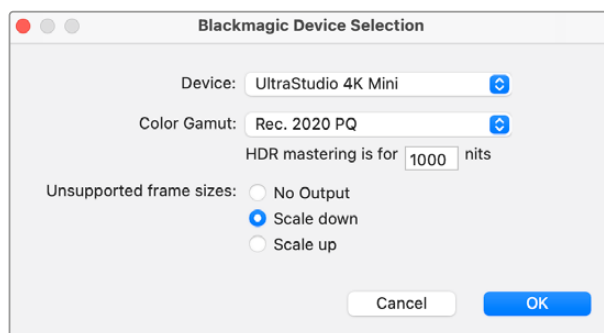 Blackmagic Device Selection
Device: UltraStudio 4K Mini
Color Gamut: Rec. 2020 PQ
HDR mastering is for 1000 nits
Unsupported frame sizes: No Output
Scale down
Scale up
Cancel OK